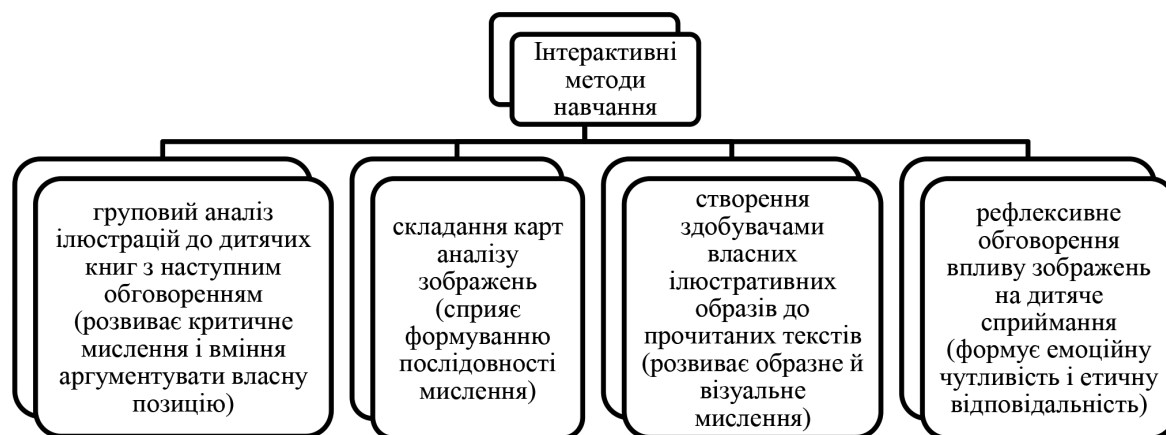 Інтерактивні
методи
навчання
груповий аналіз
ілюстрацій до дитячих
книг з наступним
обговоренням
(розвиває критичне
мислення і вміння
аргументувати власну
позицію)
складання карт
аналізу
зображень
(сприяє
формуванню
послідовності
мислення)
створення
здобувачами
власних
ілюстративних
образів до
прочитаних текстів
(розвиває образне й
візуальне
мислення)
рефлексивне
обговорення
впливу зображень
на дитяче
сприймання
(формує емоційну
чутливість і етичну
відповідальність)